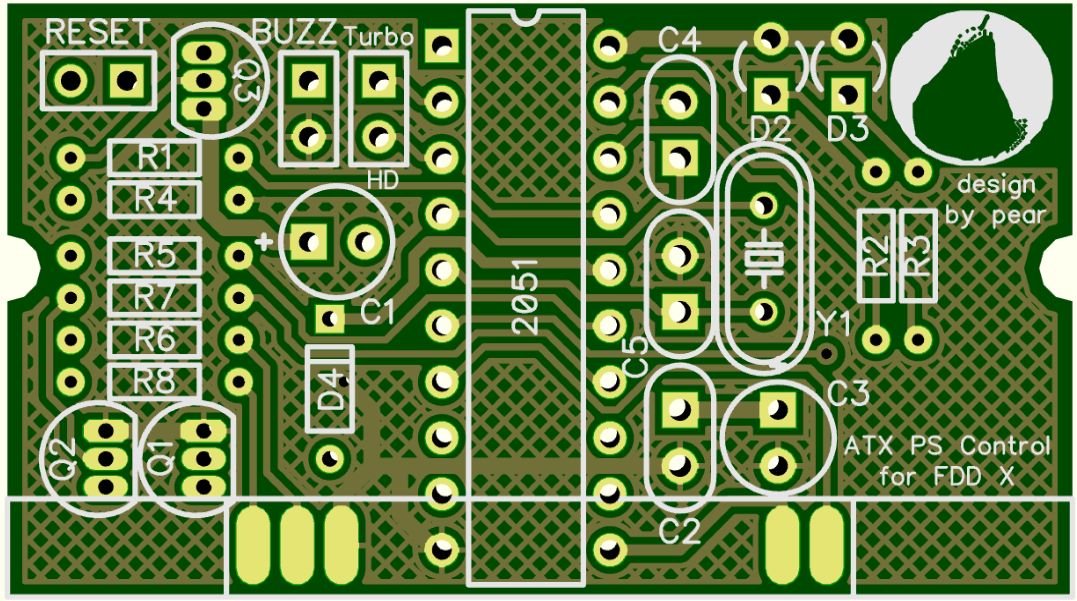 RESET
BUZZ
Turbo
C4
Q3
D2
D3
R1
HD
design
by pear
R4
+
R5
R2
R3
R7
2051
C1
Y1
R6
C5
R8
D4
C3
Q2
Q1
ATX PS Control
for FDD X
C2